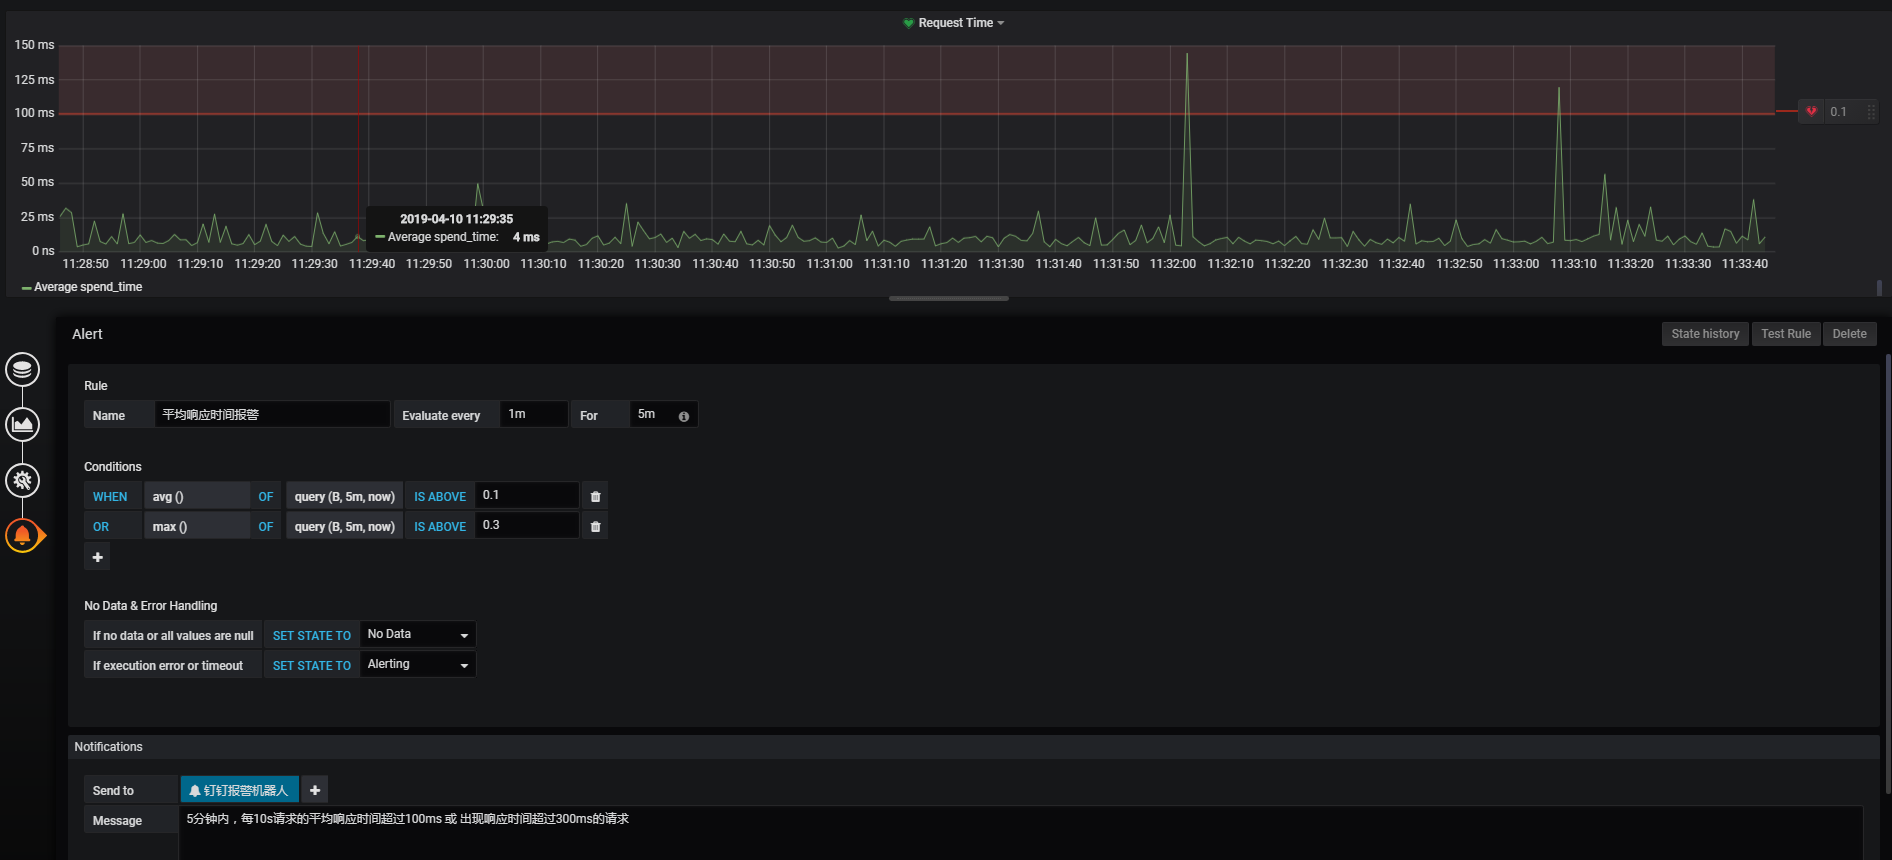 Request Time
150 ms
125 ms
100 ms
75 ms
50 ms
25 ms
0 ns
0.1
2019-04-10 11:29:35
Average spend_time: 4 ms
11:28:50 11:29:00 11:29:10 11:29:20 11:29:30 11:29:40 11:29:50 11:30:00 11:30:10 11:30:20 11:30:30 11:30:40 11:30:50 11:31:00 11:31:10 11:31:20 11:31:30 11:31:40 11:31:50 11:32:00 11:32:10 11:32:20 11:32:30 11:32:40 11:32:50 11:33:00 11:33:10 11:33:20 11:33:30 11:33:40
Average spend_time
Alert State history Test Rule Delete
Rule
Name 平均响应时间报警 Evaluate every 1m For 5m
Conditions
WHEN avg () OF query (B, 5m, now) IS ABOVE 0.1
OR max () OF query (B, 5m, now) IS ABOVE 0.3
No Data & Error Handling
If no data or all values are null SET STATE TO No Data
If execution error or timeout SET STATE TO Alerting
Notifications
Send to 钉钉报警机器人
Message 5分钟内，每10s请求的平均响应时间超过100ms 或 出现响应时间超过300ms的请求